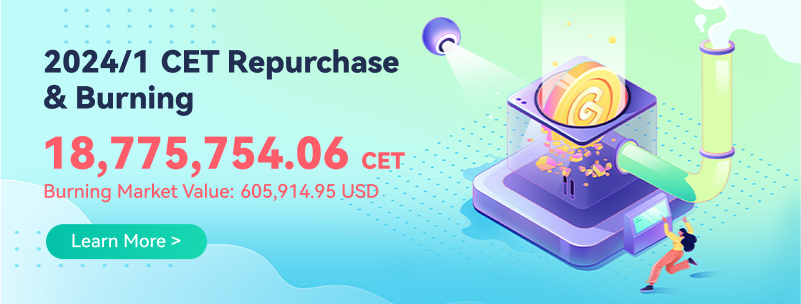 2024/1 CET Repurchase
& Burning
18,775,754.06 CET
Burning Market Value: 605,914.95 USD
Learn More >